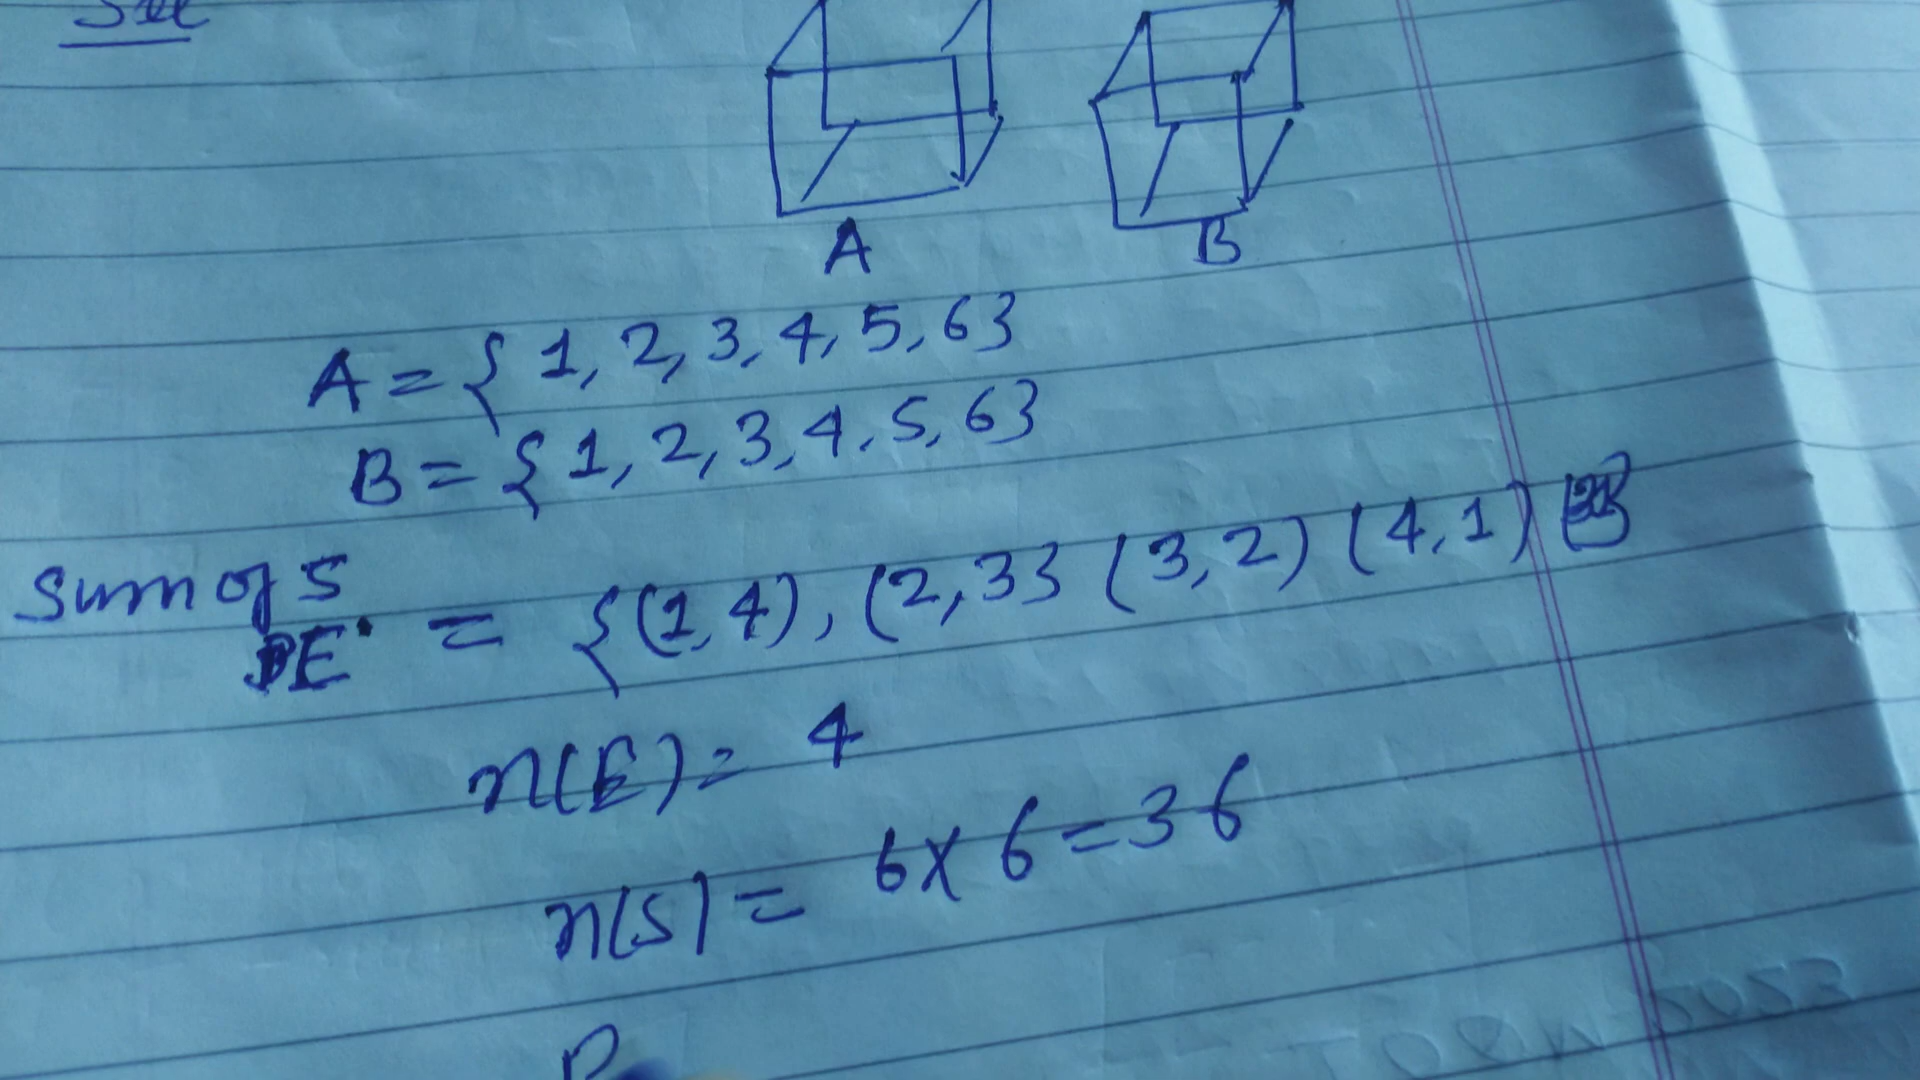 Sol
A B
A = { 1, 2, 3, 4, 5, 6 }
B = { 1, 2, 3, 4, 5, 6 }
Sum of 5
E = { (1, 4), (2, 3} (3, 2) (4, 1) }
n(E) = 4
n(S) = 6 x 6 = 36
P